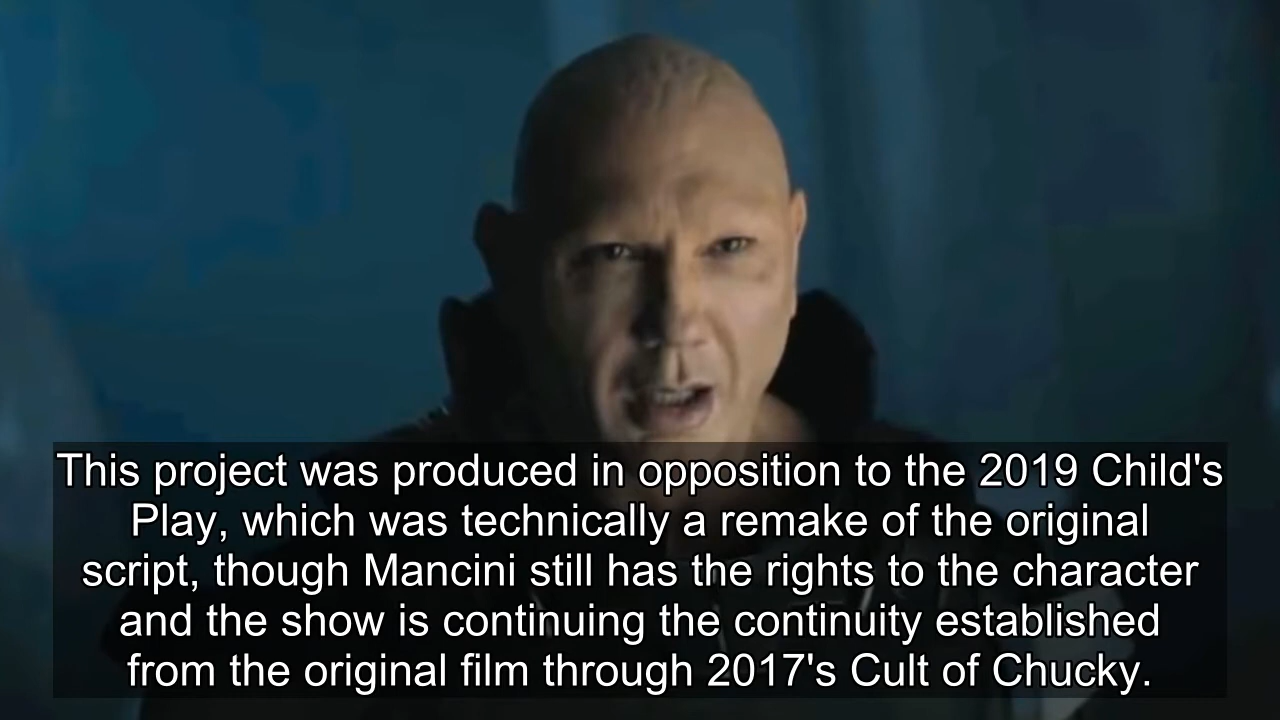 This project was produced in opposition to the 2019 Child's
Play, which was technically a remake of the original
script, though Mancini still has the rights to the character
and the show is continuing the continuity established
from the original film through 2017's Cult of Chucky.